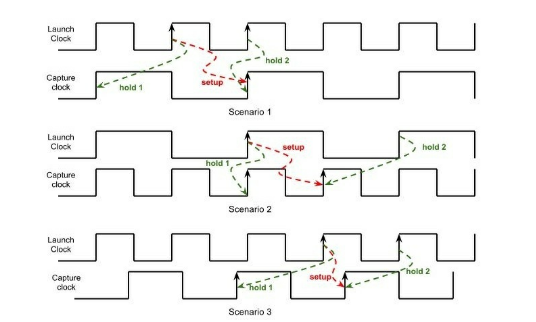 Launch
Clock
hold 2
Capture
clock
hold 1
setup
Scenario 1
Launch
Clock
setup
hold 2
hold 1
Capture
clock
Scenario 2
Launch
Clock
hold 2
setup
Capture
clock
hold 1
Scenario 3